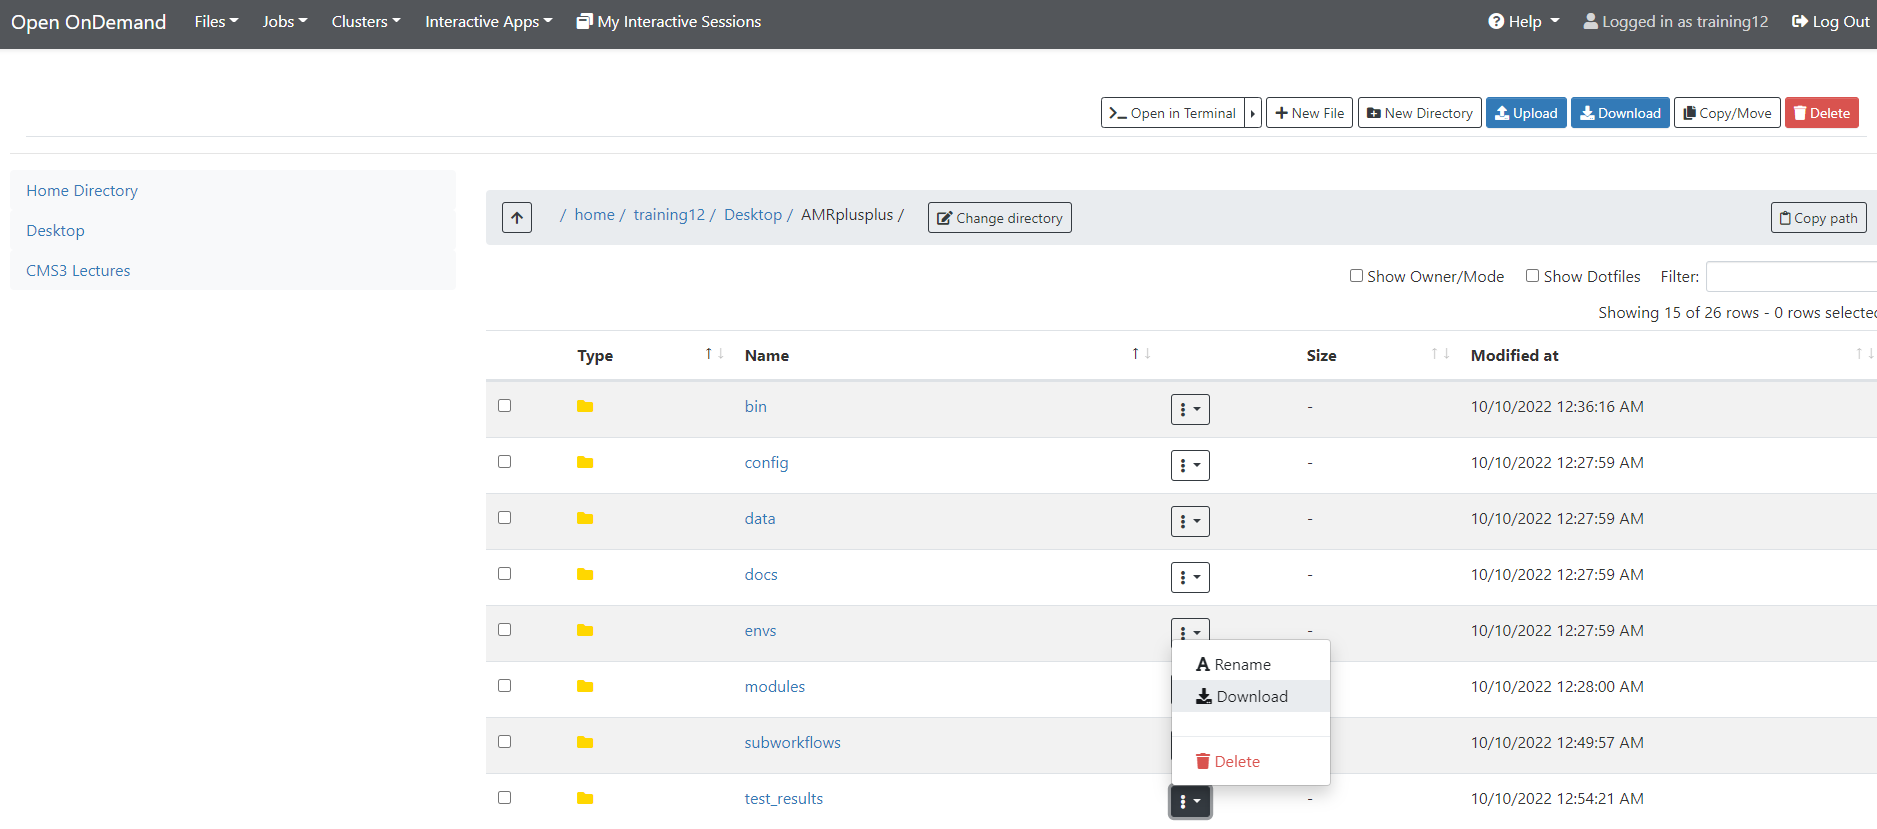 Open OnDemand Files Jobs Clusters Interactive Apps My Interactive Sessions Help Logged in as training12 Log Out
Open in Terminal New File New Directory Upload Download Copy/Move Delete
Home Directory
Desktop
CMS3 Lectures
/ home / training12 / Desktop / AMRplusplus / Change directory Copy path
Show Owner/Mode Show Dotfiles Filter:
Showing 15 of 26 rows - 0 rows selected
Type Name Size Modified at
bin - 10/10/2022 12:36:16 AM
config - 10/10/2022 12:27:59 AM
data - 10/10/2022 12:27:59 AM
docs - 10/10/2022 12:27:59 AM
envs - 10/10/2022 12:27:59 AM
Rename
modules 10/10/2022 12:28:00 AM
Download
subworkflows 10/10/2022 12:49:57 AM
Delete
test_results - 10/10/2022 12:54:21 AM